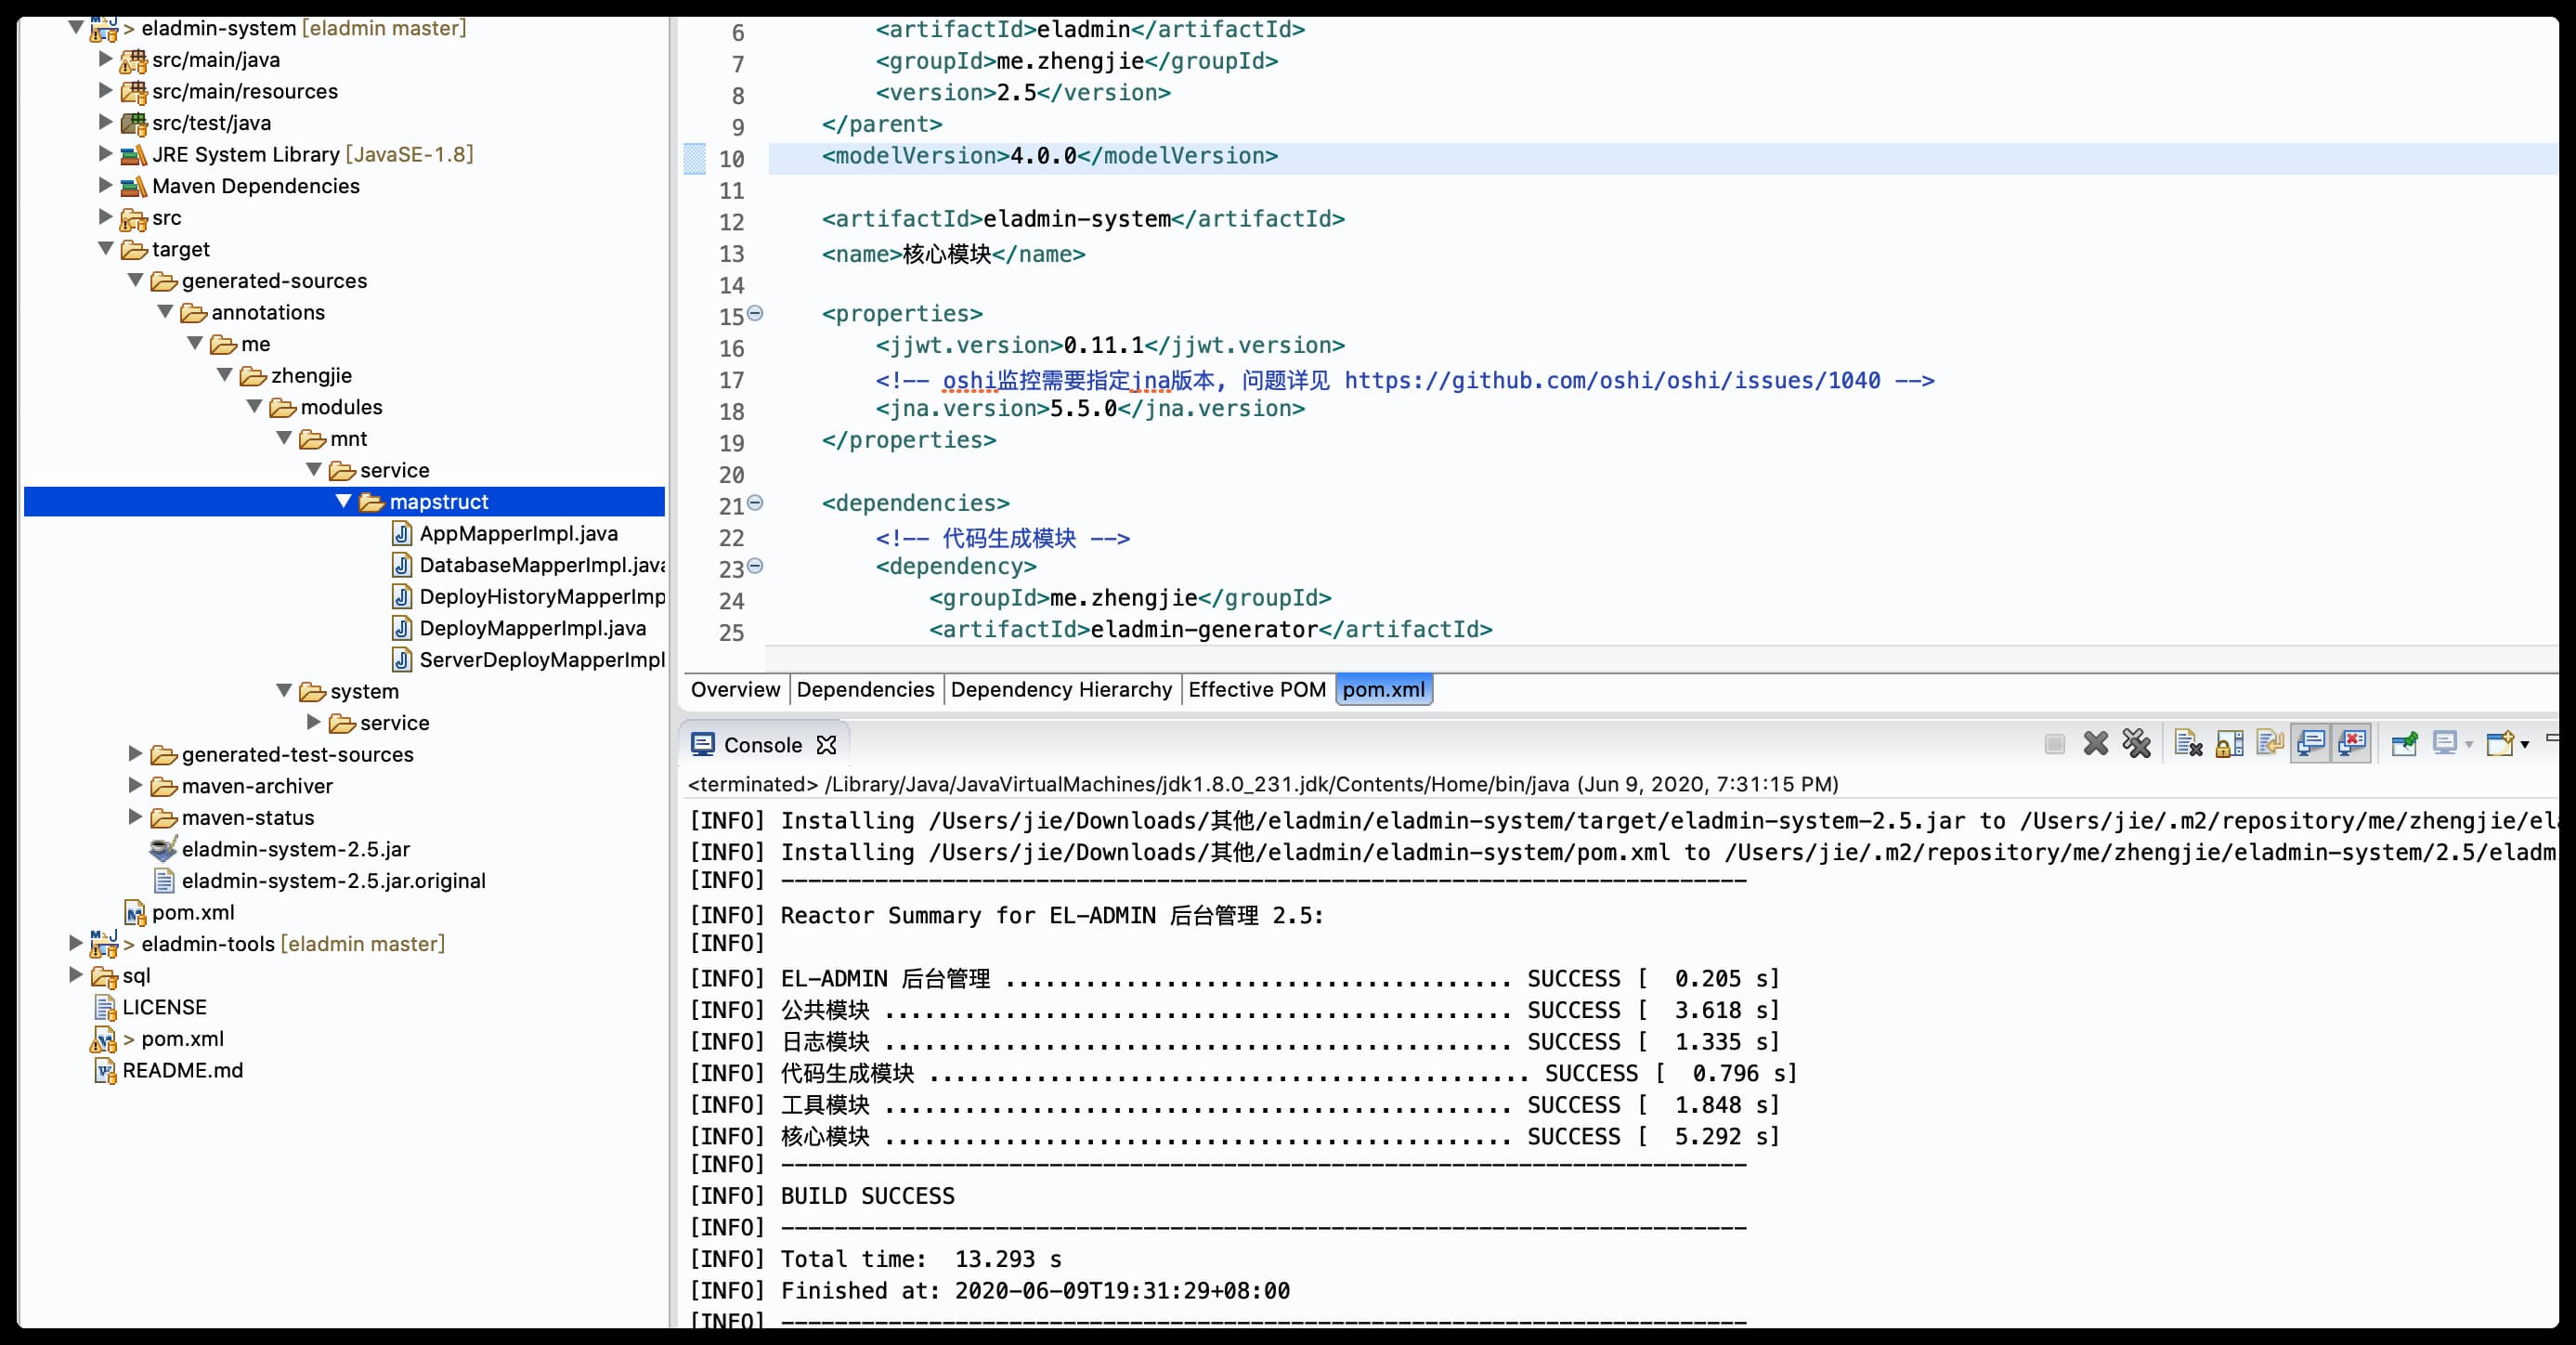 > eladmin-system [eladmin master]
src/main/java
src/main/resources
src/test/java
JRE System Library [JavaSE-1.8]
Maven Dependencies
src
target
generated-sources
annotations
me
zhengjie
modules
mnt
service
mapstruct
AppMapperImpl.java
DatabaseMapperImpl.java
DeployHistoryMapperImp
DeployMapperImpl.java
ServerDeployMapperImpl
system
service
generated-test-sources
maven-archiver
maven-status
eladmin-system-2.5.jar
eladmin-system-2.5.jar.original
pom.xml
> eladmin-tools [eladmin master]
sql
LICENSE
> pom.xml
README.md
6 <artifactId>eladmin</artifactId>
7 <groupId>me.zhengjie</groupId>
8 <version>2.5</version>
9 </parent>
10 <modelVersion>4.0.0</modelVersion>
11
12 <artifactId>eladmin-system</artifactId>
13 <name>核心模块</name>
14
15 <properties>
16 <jjwt.version>0.11.1</jjwt.version>
17 <!-- oshi监控需要指定jna版本, 问题详见 https://github.com/oshi/oshi/issues/1040 -->
18 <jna.version>5.5.0</jna.version>
19 </properties>
20
21 <dependencies>
22 <!-- 代码生成模块 -->
23 <dependency>
24 <groupId>me.zhengjie</groupId>
25 <artifactId>eladmin-generator</artifactId>
Overview Dependencies Dependency Hierarchy Effective POM pom.xml
Console
<terminated> /Library/Java/JavaVirtualMachines/jdk1.8.0_231.jdk/Contents/Home/bin/java (Jun 9, 2020, 7:31:15 PM)
[INFO] Installing /Users/jie/Downloads/其他/eladmin/eladmin-system/target/eladmin-system-2.5.jar to /Users/jie/.m2/repository/me/zhengjie/el
[INFO] Installing /Users/jie/Downloads/其他/eladmin/eladmin-system/pom.xml to /Users/jie/.m2/repository/me/zhengjie/eladmin-system/2.5/eladm
[INFO] ------------------------------------------------------------------------
[INFO] Reactor Summary for EL-ADMIN 后台管理 2.5:
[INFO]
[INFO] EL-ADMIN 后台管理 ...................................... SUCCESS [  0.205 s]
[INFO] 公共模块 ............................................... SUCCESS [  3.618 s]
[INFO] 日志模块 ............................................... SUCCESS [  1.335 s]
[INFO] 代码生成模块 ............................................. SUCCESS [  0.796 s]
[INFO] 工具模块 ............................................... SUCCESS [  1.848 s]
[INFO] 核心模块 ............................................... SUCCESS [  5.292 s]
[INFO] ------------------------------------------------------------------------
[INFO] BUILD SUCCESS
[INFO] ------------------------------------------------------------------------
[INFO] Total time:  13.293 s
[INFO] Finished at: 2020-06-09T19:31:29+08:00
[INFO] ------------------------------------------------------------------------